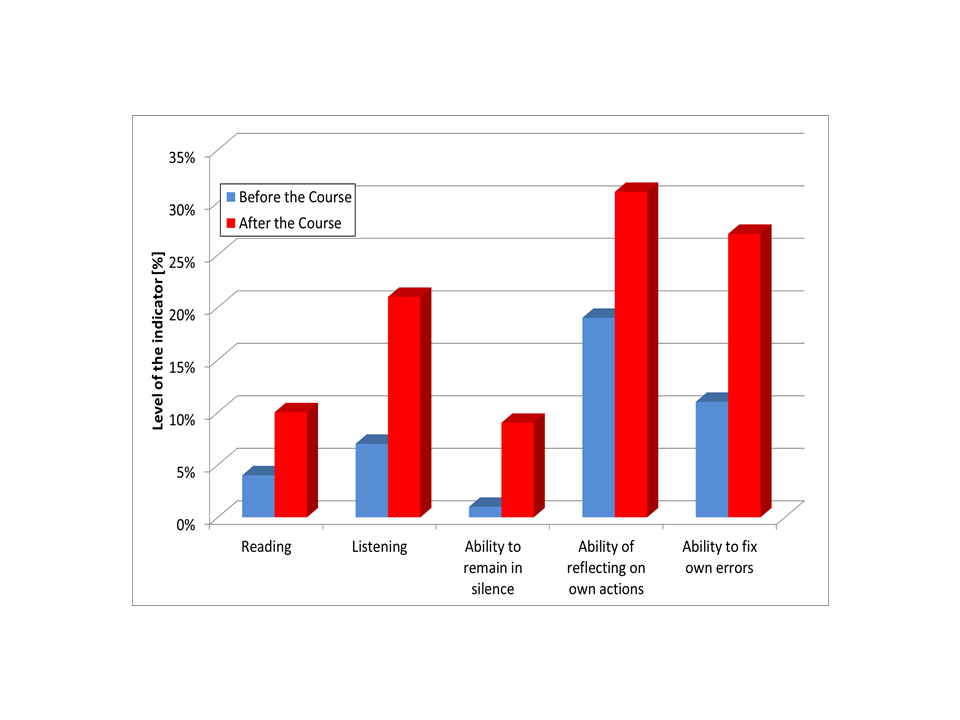 35%
30%
25%
20%
15%
10%
5%
0%
Level of the indicator [%]
Before the Course
After the Course
Reading
Listening
Ability to
remain in
silence
Ability of
reflecting on
own actions
Ability to fix
own errors